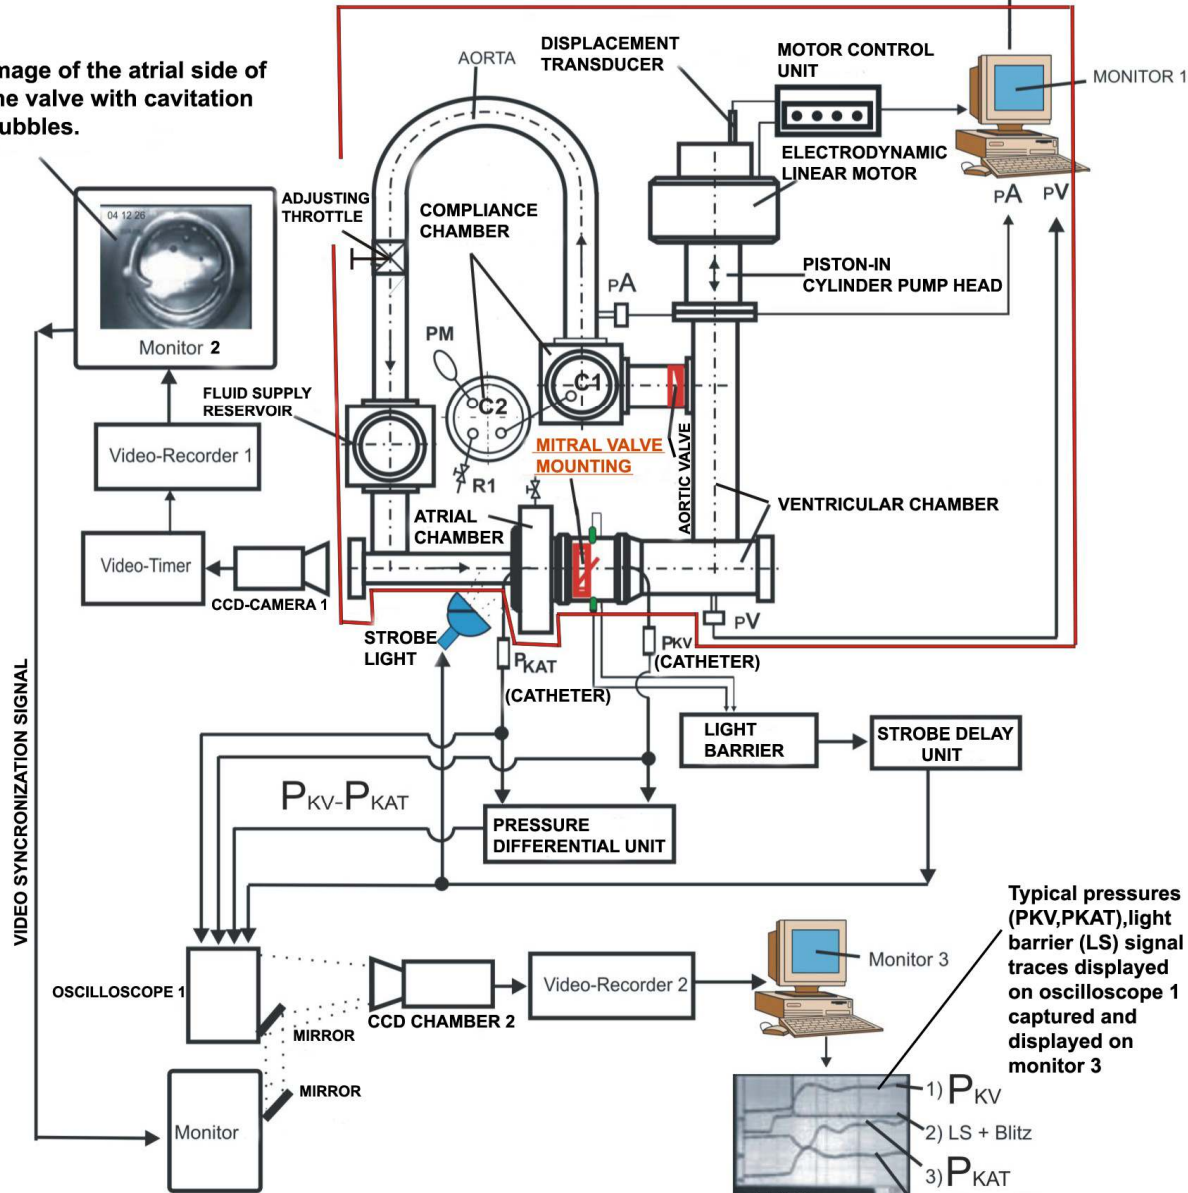 mage of the atrial side of
ne valve with cavitation
ubbles.
AORTA
DISPLACEMENT
TRANSDUCER
MOTOR CONTROL
UNIT
MONITOR 1
ELECTRODYNAMIC
LINEAR MOTOR
PA
PV
04 12 26
Monitor 2
ADJUSTING
THROTTLE
COMPLIANCE
CHAMBER
PISTON-IN
CYLINDER PUMP HEAD
PA
PM
C1
C2
FLUID SUPPLY
RESERVOIR
MITRAL VALVE
MOUNTING
R1
AORTIC VALVE
Video-Recorder 1
ATRIAL
CHAMBER
VENTRICULAR CHAMBER
Video-Timer
CCD-CAMERA 1
STROBE
LIGHT
PV
PKAT
(CATHETER)
PKV
(CATHETER)
LIGHT
BARRIER
STROBE DELAY
UNIT
VIDEO SYNCRONIZATION SIGNAL
PKV-PKAT
PRESSURE
DIFFERENTIAL UNIT
OSCILLOSCOPE 1
MIRROR
CCD CHAMBER 2
Video-Recorder 2
Monitor 3
Typical pressures
(PKV,PKAT),light
barrier (LS) signal
traces displayed
on oscilloscope 1
captured and
displayed on
monitor 3
MIRROR
Monitor
1) PKV
2) LS + Blitz
3) PKAT